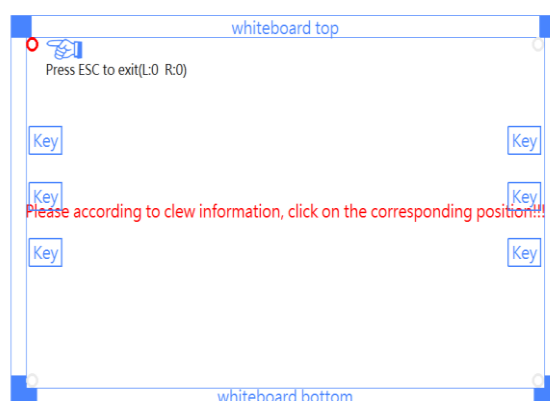 whiteboard top
Press ESC to exit(L:0 R:0)
Key Key
Key Key
Please according to clew information, click on the corresponding position!!!
Key Key
whiteboard bottom